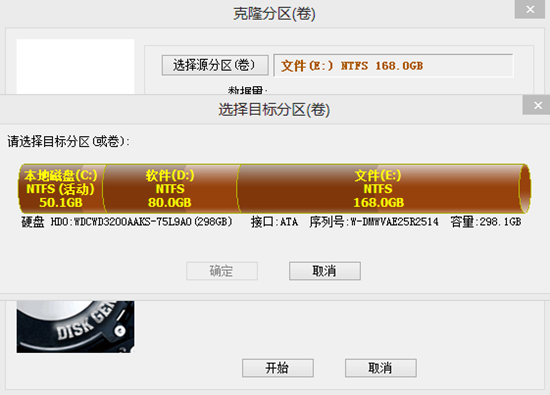 克隆分区(卷)
选择源分区(卷) 文件(E:) NTFS 168.0GB
数据量:
选择目标分区(卷)
请选择目标分区(或卷):
本地磁盘(C:) 软件(D:) 文件(E:)
NTFS (活动) NTFS NTFS
50.1GB 80.0GB 168.0GB
硬盘 HD0:WDCWD3200AAKS-75L9A0(298GB) 接口:ATA 序列号:W-DMWVAE25R2514 容量:298.1GB
确定 取消
DISK GEN
开始 取消